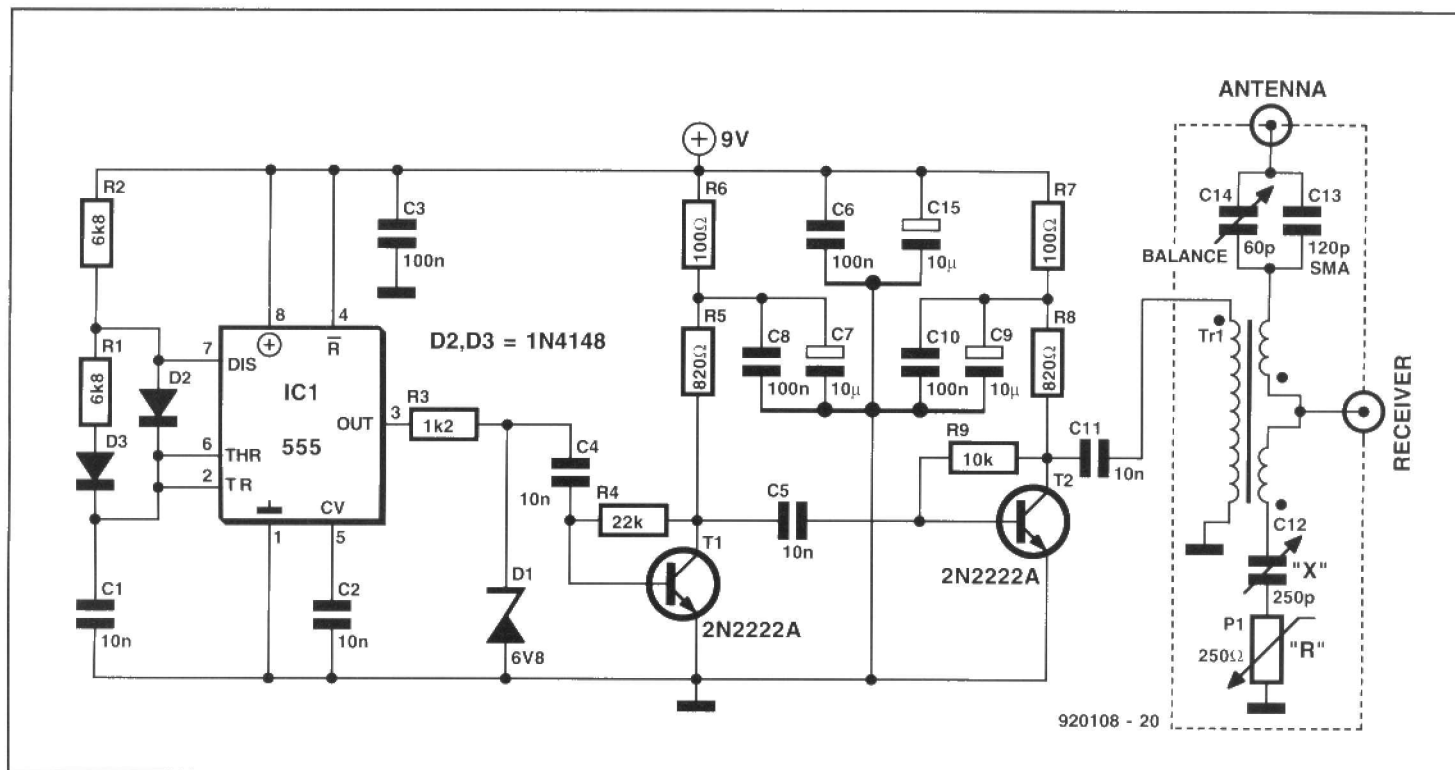 ANTENNA
9V
R2
6k8
C3
100n
R6
100Ω
C6
100n
C15
10µ
R7
100Ω
C14
60p
BALANCE
C13
120p
SMA
R1
6k8
D3
D2
8
4
R
7
DIS
IC1
555
OUT
3
6
THR
2
TR
CV
1
5
D2,D3 = 1N4148
R5
820Ω
C8
100n
C7
10µ
C10
100n
C9
10µ
R8
820Ω
Tr1
R3
1k2
C4
10n
R4
22k
C5
10n
R9
10k
C11
10n
RECEIVER
T1
2N2222A
T2
2N2222A
C1
10n
C2
10n
D1
6V8
C12
"X"
250p
P1
"R"
250Ω
920108 - 20